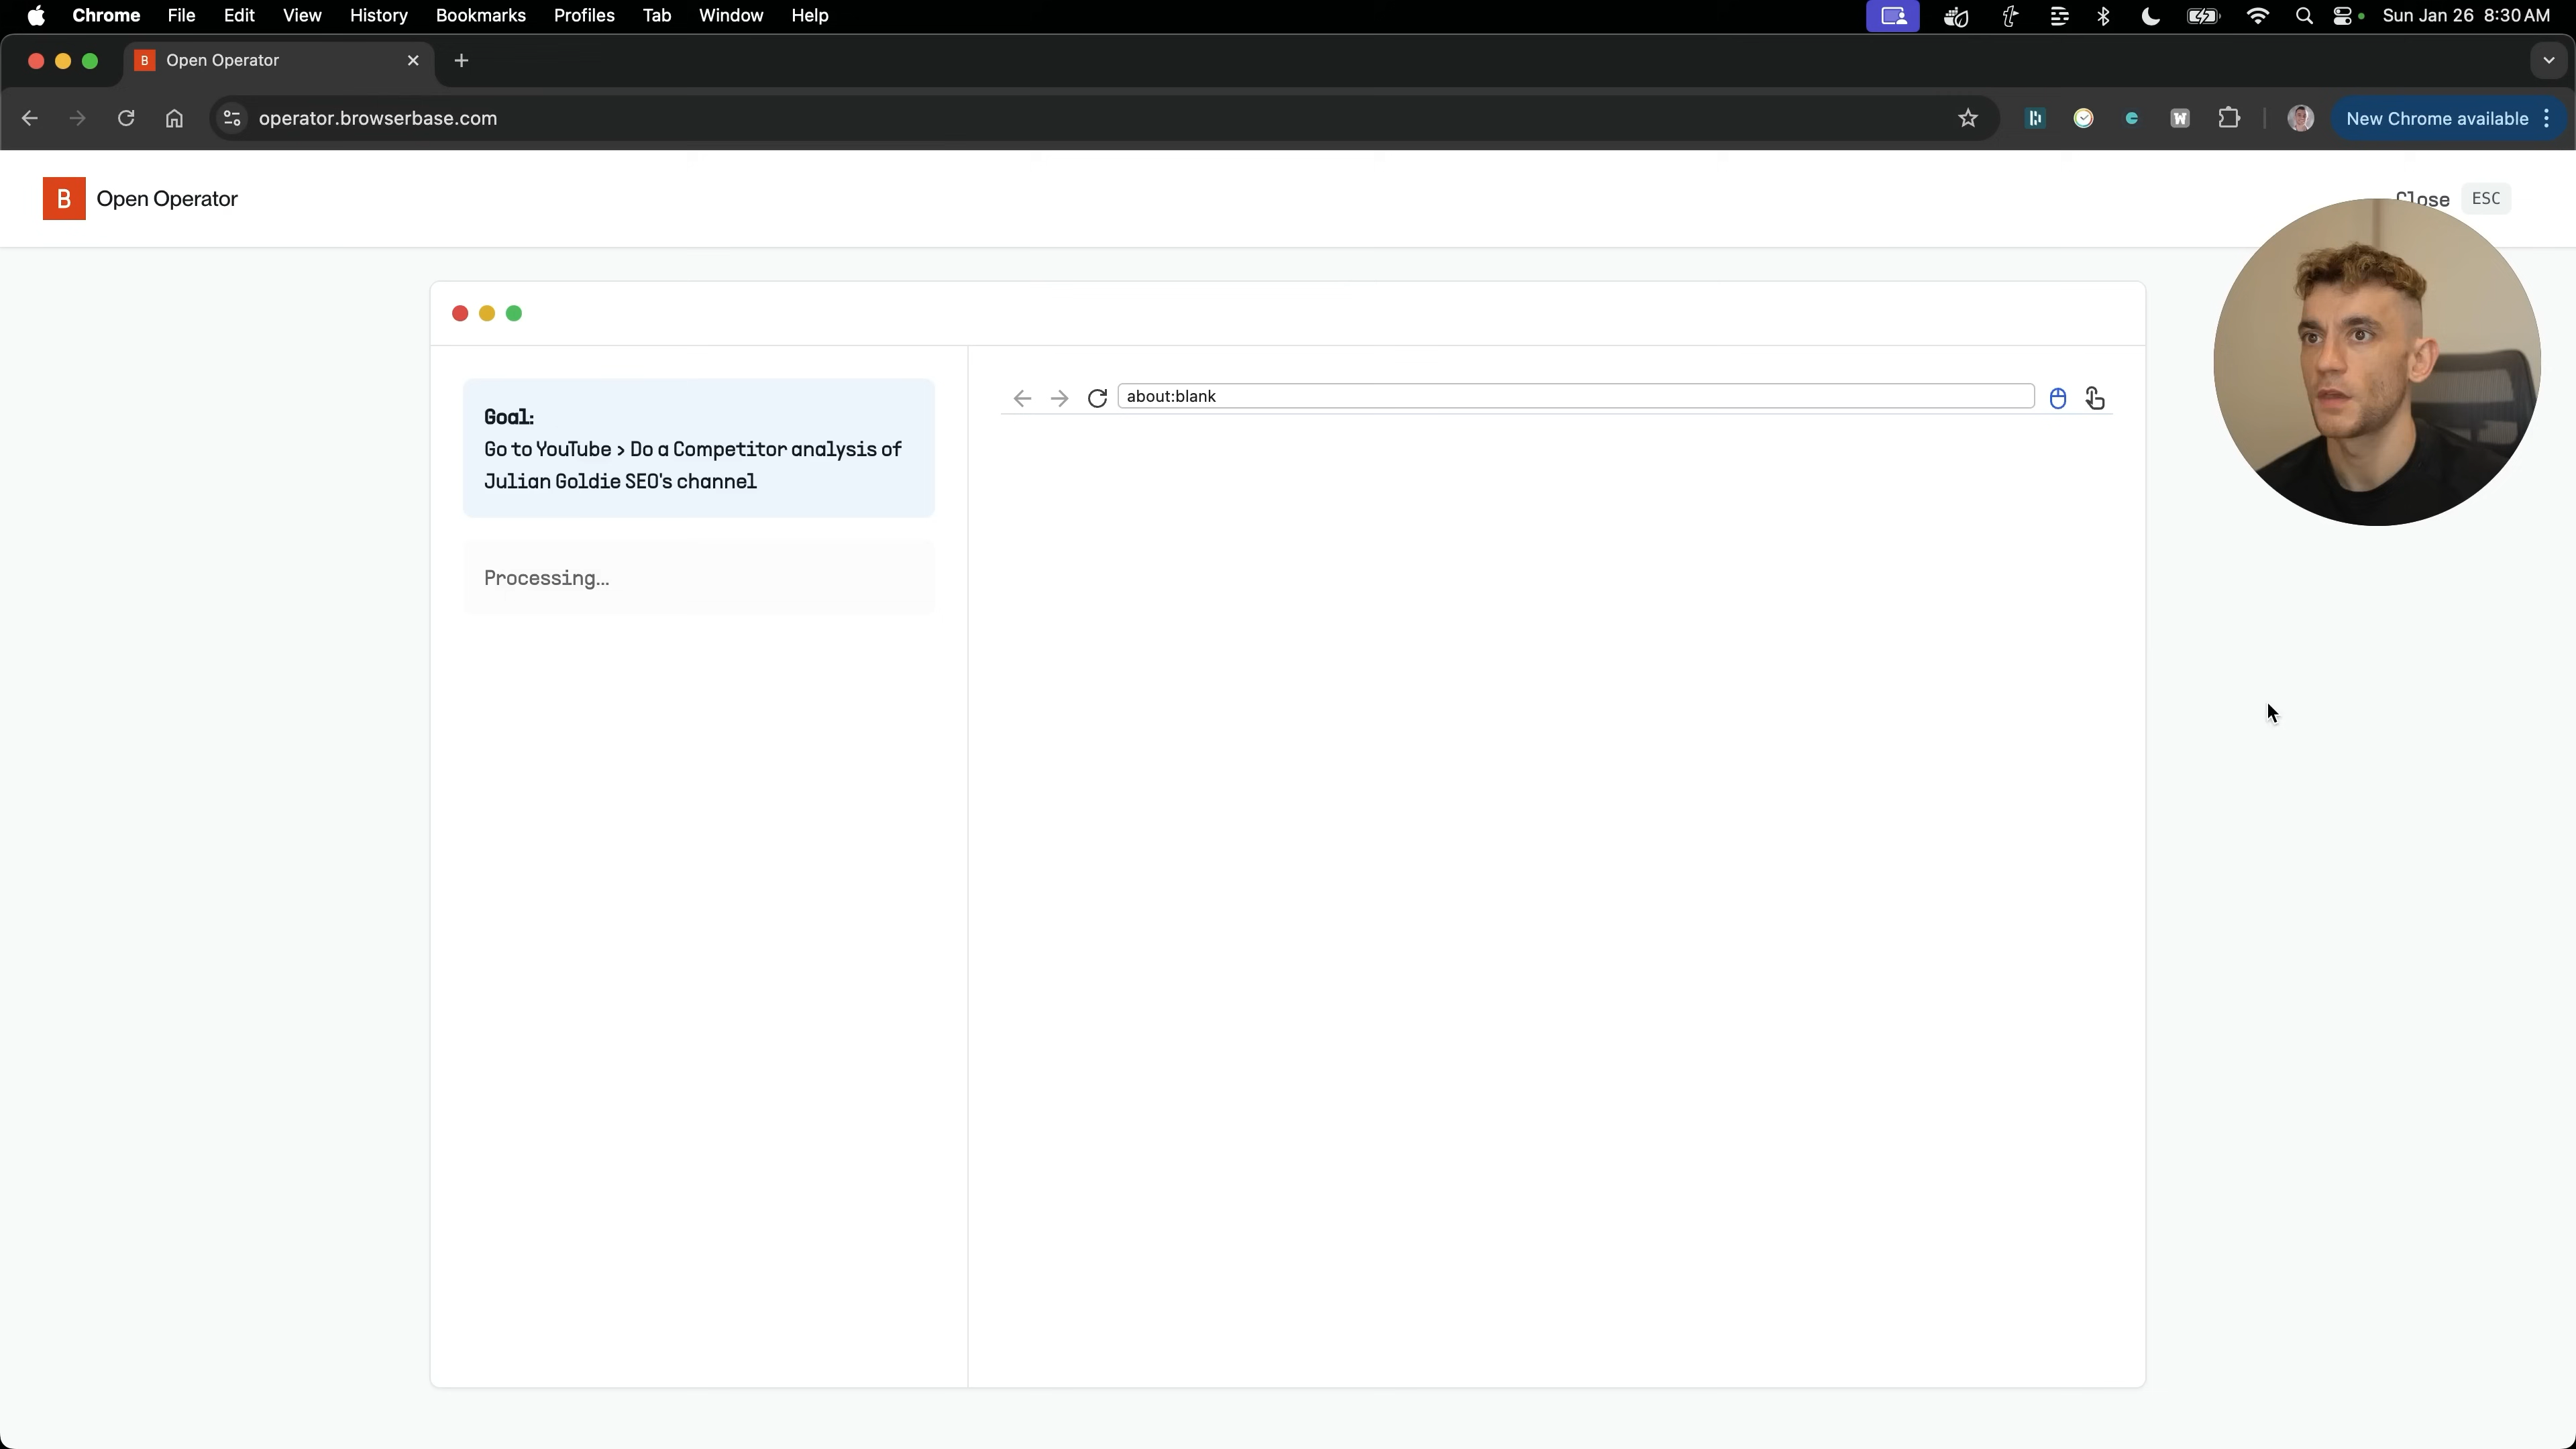 Chrome File Edit View History Bookmarks Profiles Tab Window Help Sun Jan 26 8:30 AM
B Open Operator
operator.browserbase.com New Chrome available
B Open Operator Close ESC
Goal:
Go to YouTube > Do a Competitor analysis of
Julian Goldie SEO's channel
Processing...
about:blank